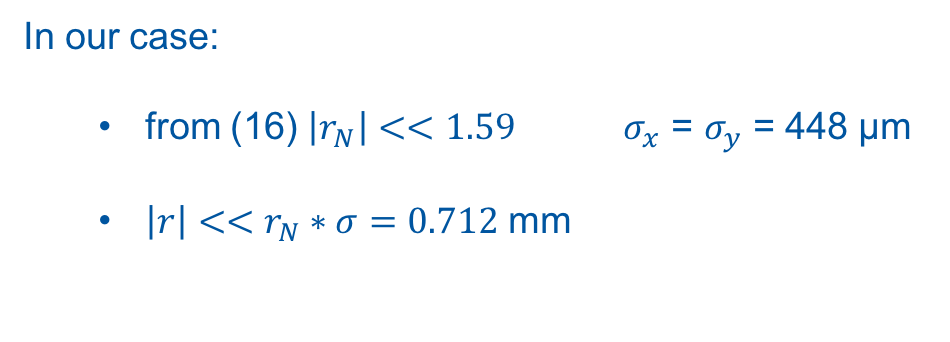 In our case:
• from (16) |r_N| << 1.59 σ_x = σ_y = 448 µm
• |r| << r_N * σ = 0.712 mm